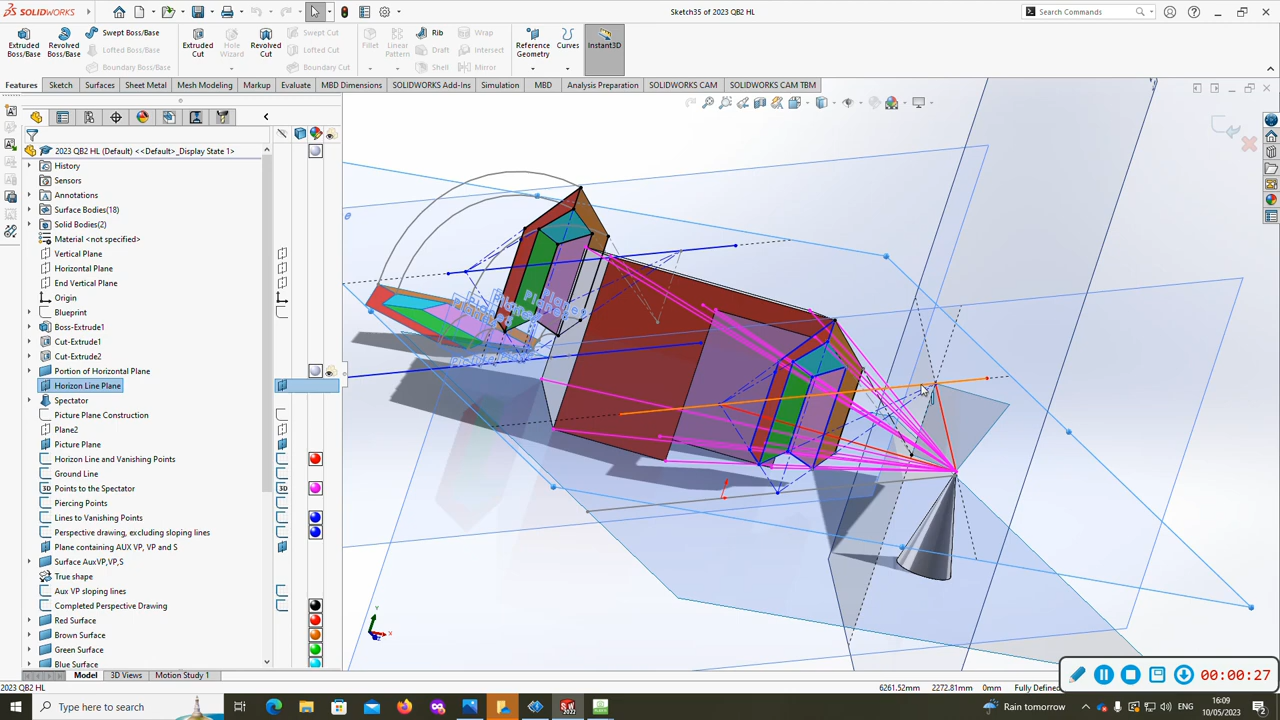 SOLIDWORKS
Sketch35 of 2023 QB2 HL
Search Commands
Extruded Boss/Base
Revolved Boss/Base
Swept Boss/Base
Lofted Boss/Base
Boundary Boss/Base
Extruded Cut
Hole Wizard
Revolved Cut
Swept Cut
Lofted Cut
Boundary Cut
Fillet
Linear Pattern
Rib
Draft
Shell
Wrap
Intersect
Mirror
Reference Geometry
Curves
Instant3D
Features
Sketch
Surfaces
Sheet Metal
Mesh Modeling
Markup
Evaluate
MBD Dimensions
SOLIDWORKS Add-Ins
Simulation
MBD
Analysis Preparation
SOLIDWORKS CAM
SOLIDWORKS CAM TBM
2023 QB2 HL (Default) <<Default>_Display State 1>
History
Sensors
Annotations
Surface Bodies(18)
Solid Bodies(2)
Material <not specified>
Vertical Plane
Horizontal Plane
End Vertical Plane
Origin
Blueprint
Boss-Extrude1
Cut-Extrude1
Cut-Extrude2
Portion of Horizontal Plane
Horizon Line Plane
Spectator
Picture Plane Construction
Plane2
Picture Plane
Horizon Line and Vanishing Points
Ground Line
3D Points to the Spectator
Piercing Points
Lines to Vanishing Points
Perspective drawing, excluding sloping lines
Plane containing AUX VP, VP and S
Surface AuxVP,VP,S
True shape
Aux VP sloping lines
Completed Perspective Drawing
Red Surface
Brown Surface
Green Surface
Blue Surface
Model
3D Views
Motion Study 1
2023 QB2 HL
6261.52mm
2272.81mm
0mm
Fully Defined
00:00:27
Type here to search
Rain tomorrow
ENG
16:09
10/05/2023